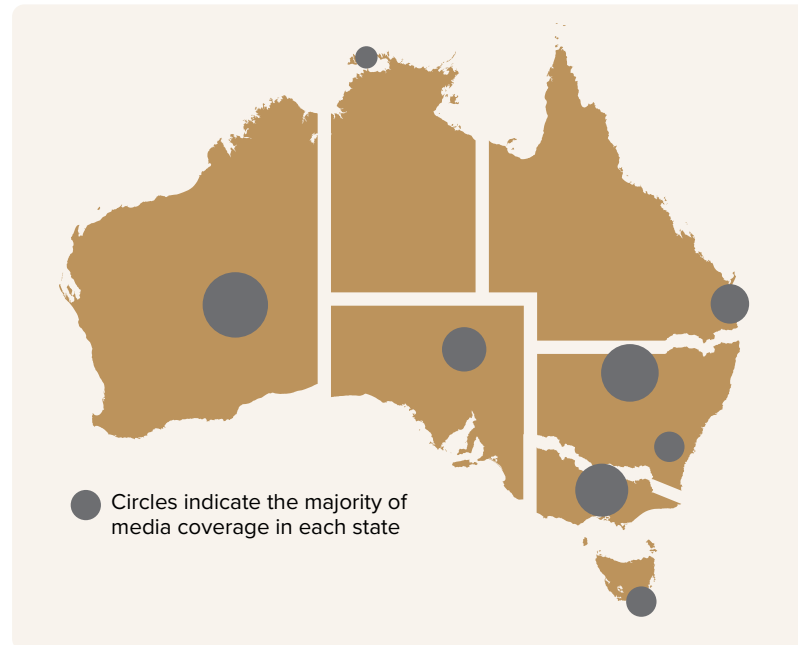 Circles indicate the majority of
media coverage in each state